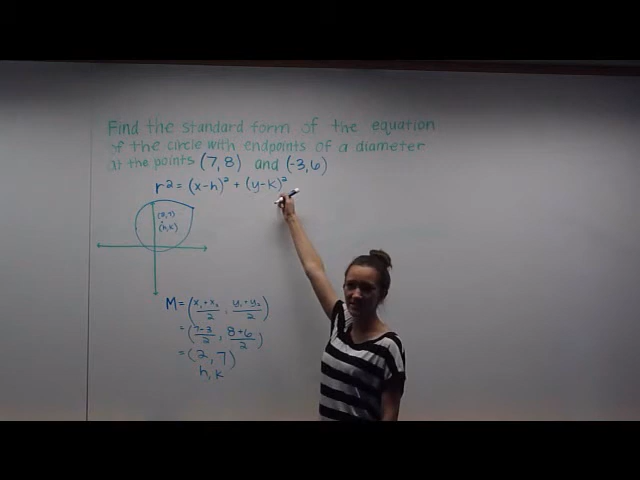 Find the standard form of the equation
of the circle with endpoints of a diameter
at the points (7, 8) and (-3, 6)
r² = (x-h)² + (y-k)²
(2, 7)
(h, k)
M = (x₁+x₂/2 , y₁+y₂/2)
= (7-3/2 , 8+6/2)
= (2, 7)
h, k